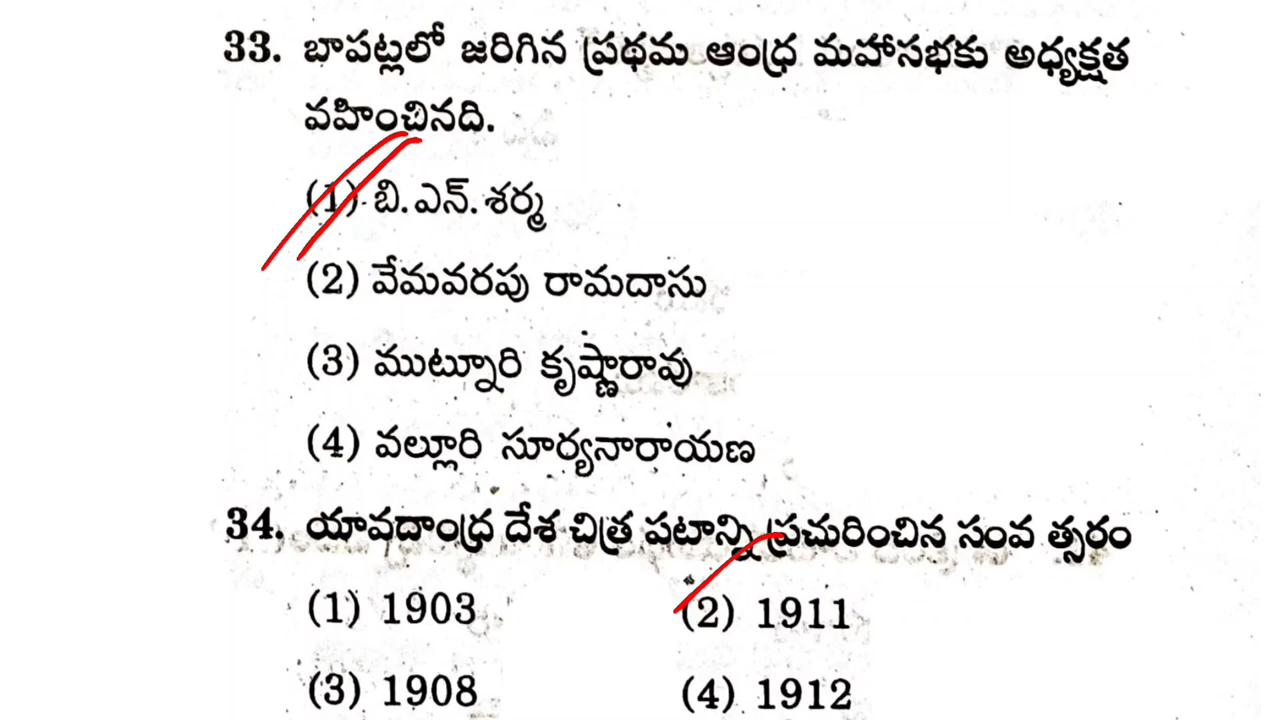 33. బాపట్లలో జరిగిన ప్రథమ ఆంధ్ర మహాసభకు అధ్యక్షత
వహించినది.
(1) బి.ఎన్.శర్మ
(2) వేమవరపు రామదాసు
(3) ముట్నూరి కృష్ణారావు
(4) వల్లూరి సూర్యనారాయణ
34. యావదాంధ్ర దేశ చిత్ర పటాన్ని ప్రచురించిన సంవ త్సరం
(1) 1903 (2) 1911
(3) 1908 (4) 1912